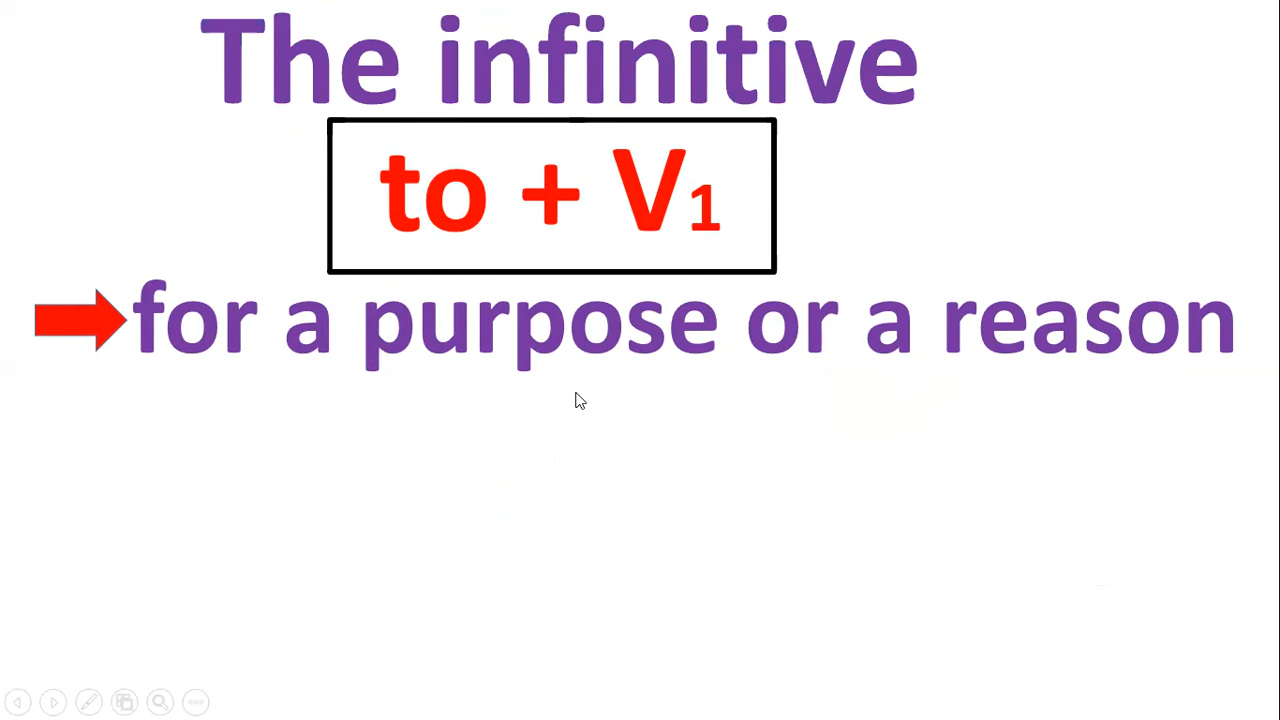 The infinitive
to + V₁
for a purpose or a reason